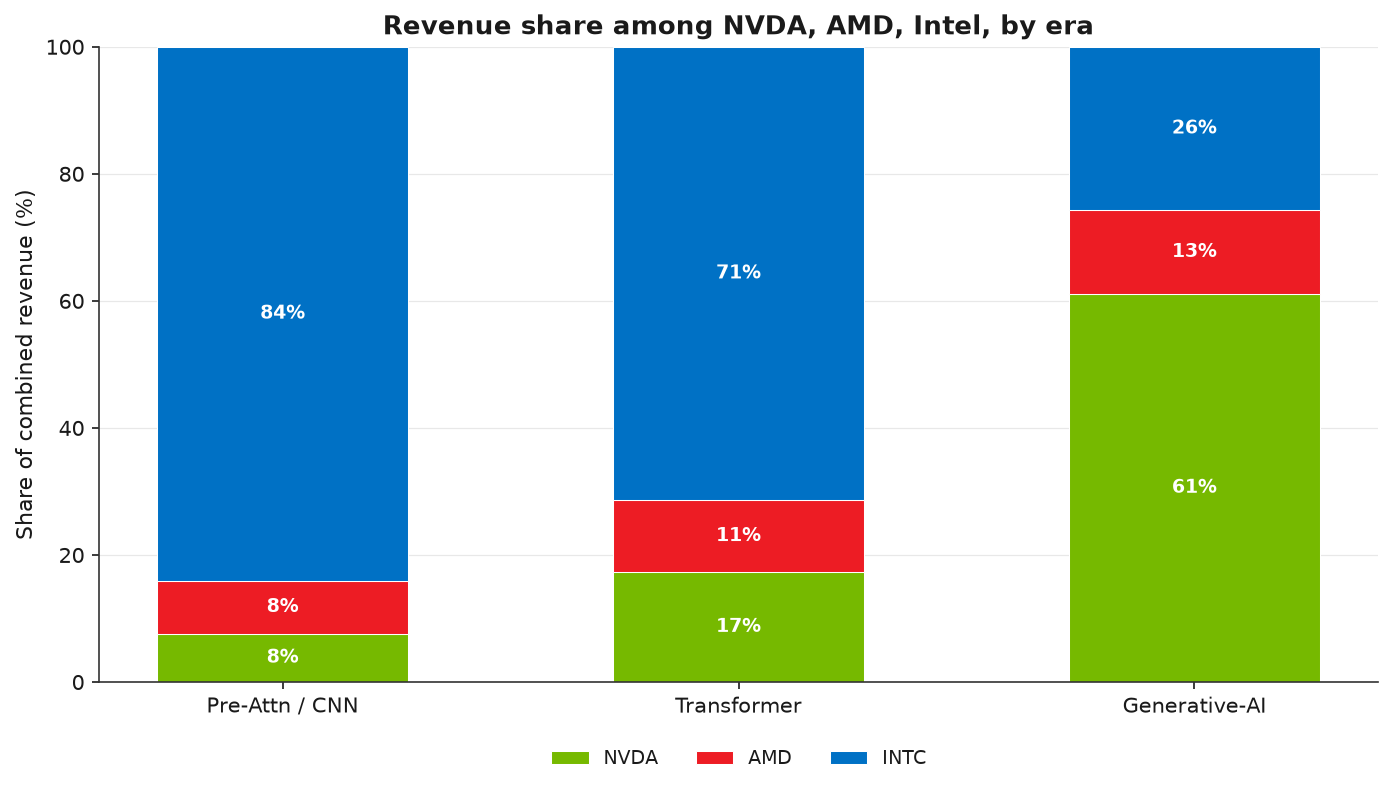 Revenue share among NVDA, AMD, Intel, by era
Share of combined revenue (%)
100
80
60
40
20
0
84%
8%
8%
71%
11%
17%
26%
13%
61%
Pre-Attn / CNN
Transformer
Generative-AI
NVDA
AMD
INTC